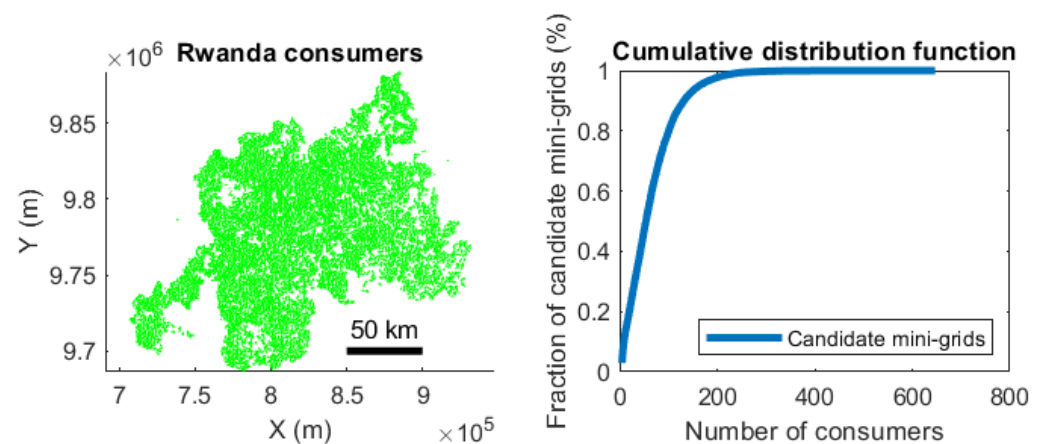 ×10⁶ Rwanda consumers
9.85
9.8
9.75
9.7
Y (m)
50 km
7 7.5 8 8.5 9
X (m)
×10⁵
Cumulative distribution function
1
0.8
0.6
0.4
0.2
0
Fraction of candidate mini-grids (%)
Candidate mini-grids
0 200 400 600 800
Number of consumers